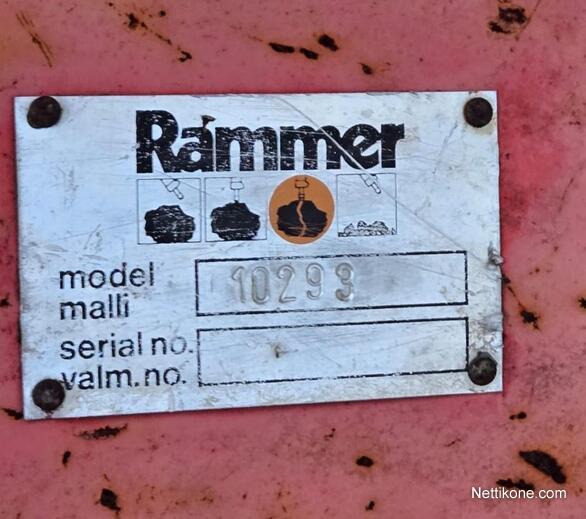 Rammer
model
malli
10293
serial no.
valm.no.
Nettikone.com